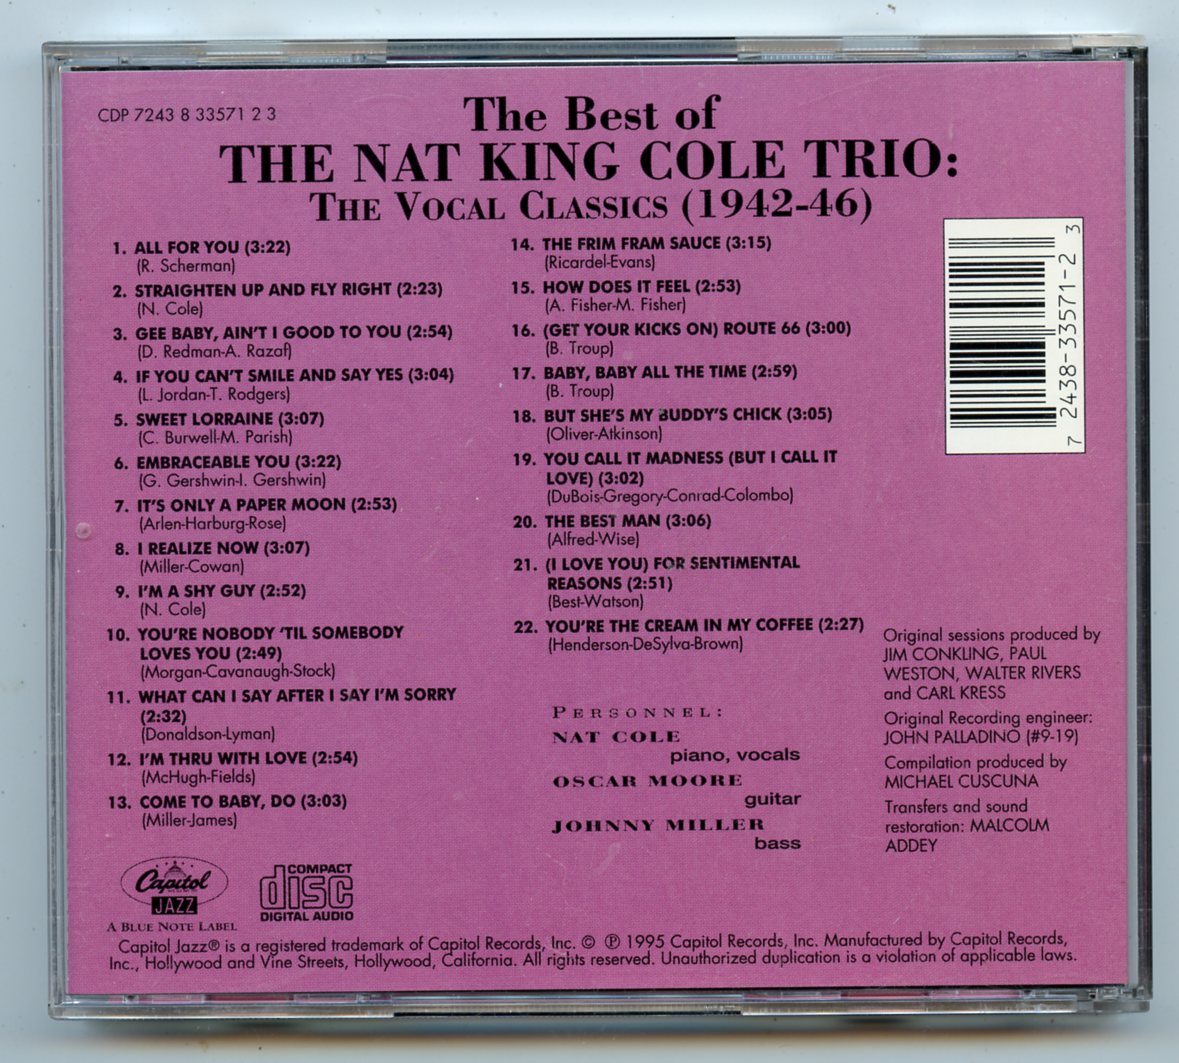 CDP 7243 8 33571 2 3
The Best of
THE NAT KING COLE TRIO:
THE VOCAL CLASSICS (1942-46)
1. ALL FOR YOU (3:22)
(R. Scherman)
2. STRAIGHTEN UP AND FLY RIGHT (2:23)
(N. Cole)
3. GEE BABY, AIN'T I GOOD TO YOU (2:54)
(D. Redman-A. Razaf)
4. IF YOU CAN'T SMILE AND SAY YES (3:04)
(L. Jordan-T. Rodgers)
5. SWEET LORRAINE (3:07)
(C. Burwell-M. Parish)
6. EMBRACEABLE YOU (3:22)
(G. Gershwin-I. Gershwin)
7. IT'S ONLY A PAPER MOON (2:53)
(Arlen-Harburg-Rose)
8. I REALIZE NOW (3:07)
(Miller-Cowan)
9. I'M A SHY GUY (2:52)
(N. Cole)
10. YOU'RE NOBODY 'TIL SOMEBODY
LOVES YOU (2:49)
(Morgan-Cavanaugh-Stock)
11. WHAT CAN I SAY AFTER I SAY I'M SORRY
(2:32)
(Donaldson-Lyman)
12. I'M THRU WITH LOVE (2:54)
(McHugh-Fields)
13. COME TO BABY, DO (3:03)
(Miller-James)
14. THE FRIM FRAM SAUCE (3:15)
(Ricardel-Evans)
15. HOW DOES IT FEEL (2:53)
(A. Fisher-M. Fisher)
16. (GET YOUR KICKS ON) ROUTE 66 (3:00)
(B. Troup)
17. BABY, BABY ALL THE TIME (2:59)
(B. Troup)
18. BUT SHE'S MY BUDDY'S CHICK (3:05)
(Oliver-Atkinson)
19. YOU CALL IT MADNESS (BUT I CALL IT
LOVE) (3:02)
(DuBois-Gregory-Conrad-Colombo)
20. THE BEST MAN (3:06)
(Alfred-Wise)
21. (I LOVE YOU) FOR SENTIMENTAL
REASONS (2:51)
(Best-Watson)
22. YOU'RE THE CREAM IN MY COFFEE (2:27)
(Henderson-DeSylva-Brown)
PERSONNEL:
NAT COLE
piano, vocals
OSCAR MOORE
guitar
JOHNNY MILLER
bass
7 2438-33571-2 3
Original sessions produced by
JIM CONKLING, PAUL
WESTON, WALTER RIVERS
and CARL KRESS
Original Recording engineer:
JOHN PALLADINO (#9-19)
Compilation produced by
MICHAEL CUSCUNA
Transfers and sound
restoration: MALCOLM
ADDEY
Capitol
JAZZ
A BLUE NOTE LABEL
COMPACT
disc
DIGITAL AUDIO
Capitol Jazz® is a registered trademark of Capitol Records, Inc. © ℗ 1995 Capitol Records, Inc. Manufactured by Capitol Records,
Inc., Hollywood and Vine Streets, Hollywood, California. All rights reserved. Unauthorized duplication is a violation of applicable laws.